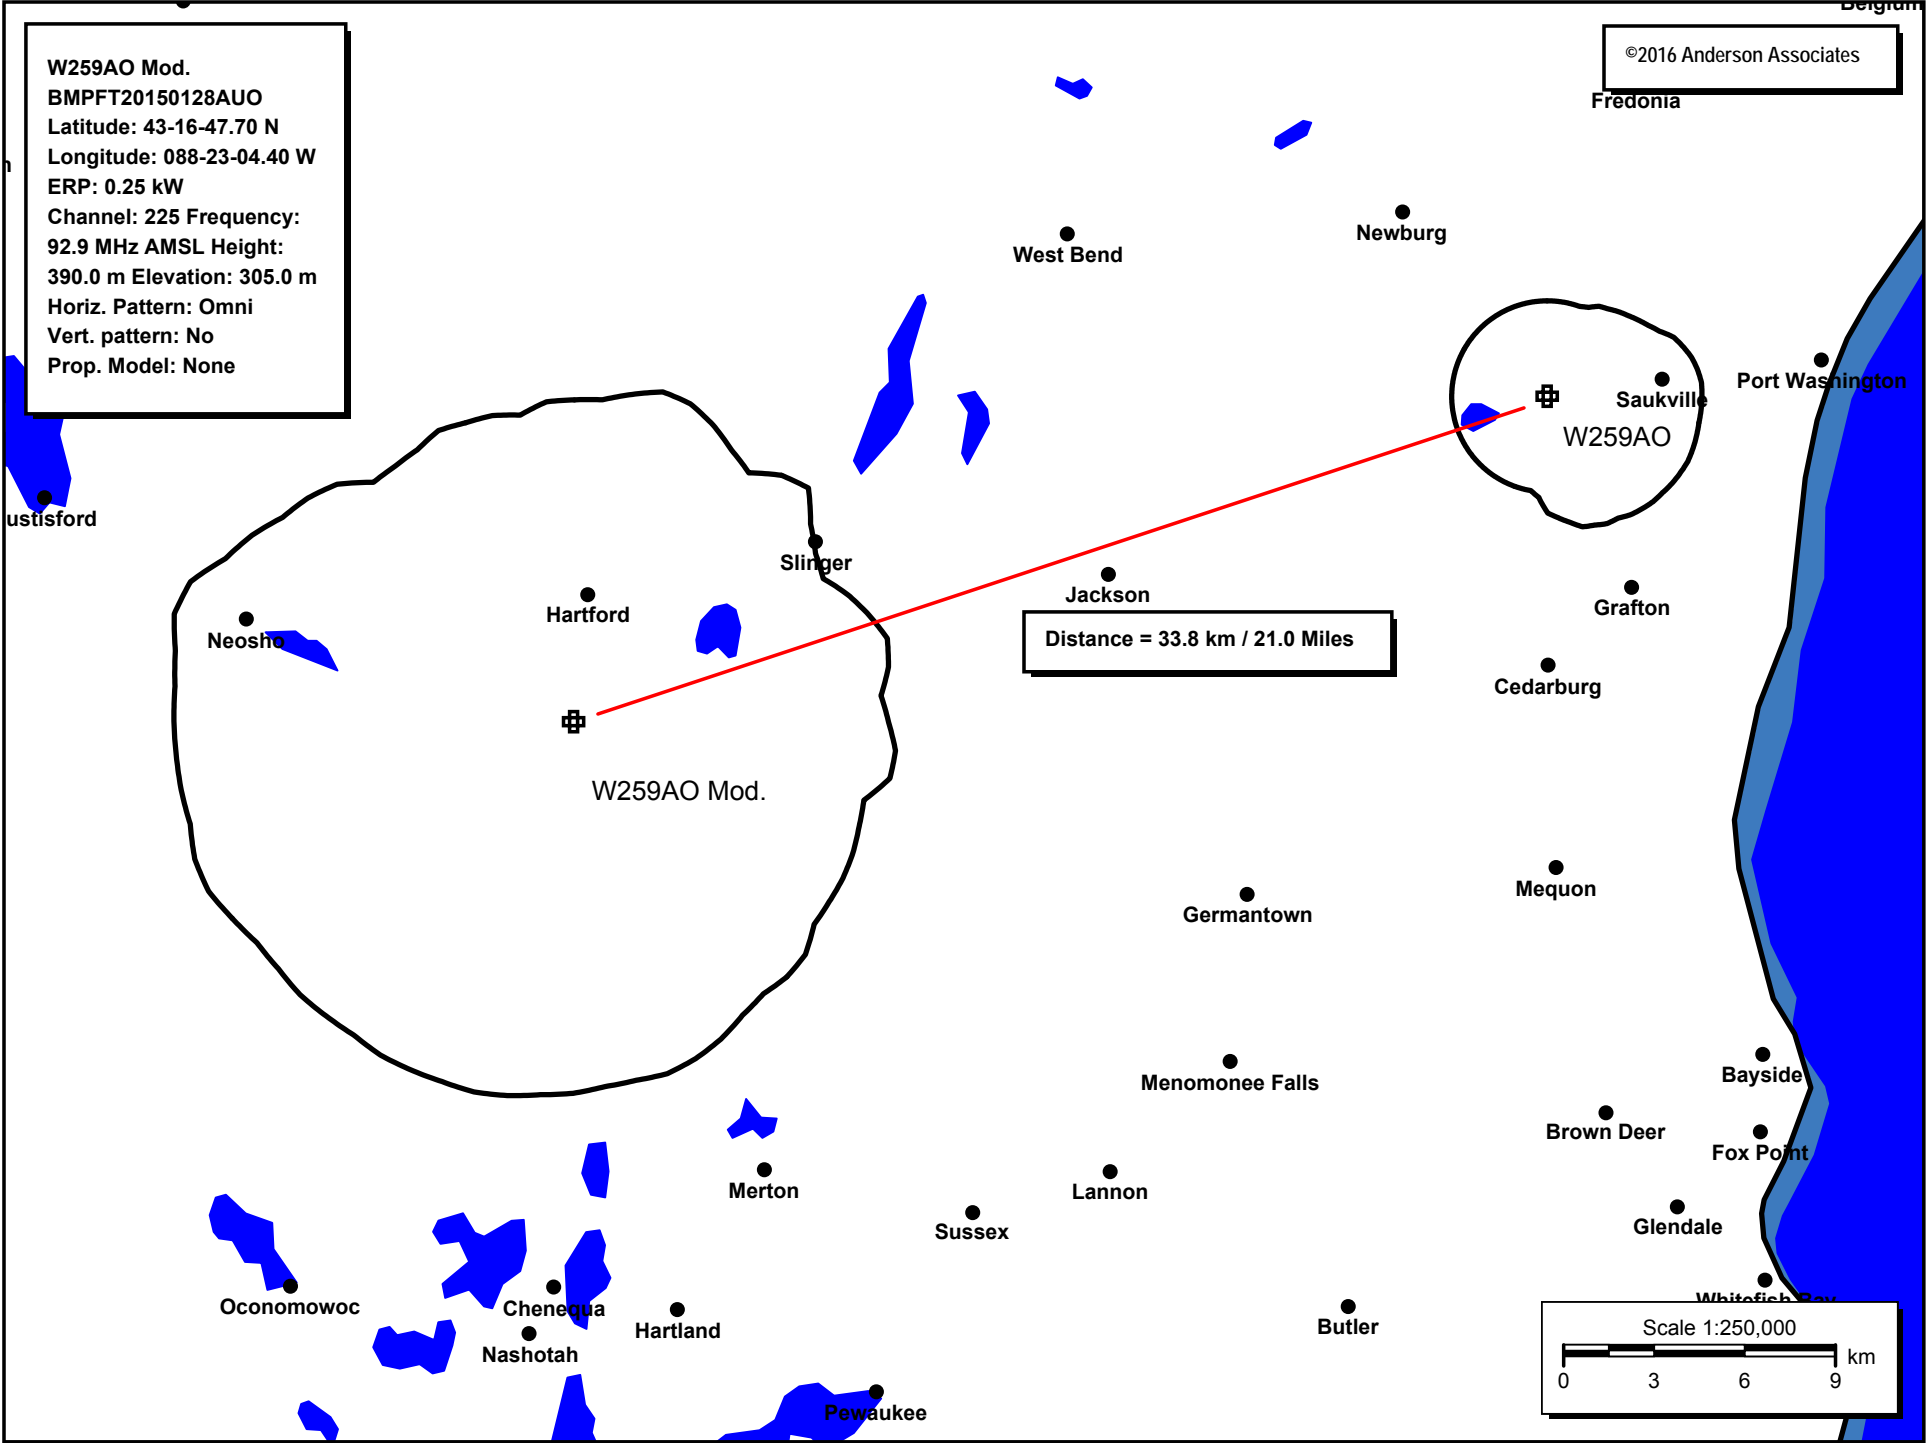 Belgium
W259AO Mod.
BMPFT20150128AUO
Latitude: 43-16-47.70 N
Longitude: 088-23-04.40 W
ERP: 0.25 kW
Channel: 225 Frequency:
92.9 MHz AMSL Height:
390.0 m Elevation: 305.0 m
Horiz. Pattern: Omni
Vert. pattern: No
Prop. Model: None
©2016 Anderson Associates
Fredonia
n
West Bend
Newburg
Port Washington
Saukville
W259AO
ustisford
Slinger
Jackson
Hartford
Grafton
Neosho
Distance = 33.8 km / 21.0 Miles
Cedarburg
W259AO Mod.
Mequon
Germantown
Bayside
Menomonee Falls
Brown Deer
Fox Point
Merton
Lannon
Glendale
Sussex
Whitefish Bay
Oconomowoc
Chenequa
Hartland
Butler
Nashotah
Pewaukee
Scale 1:250,000
km
0 3 6 9